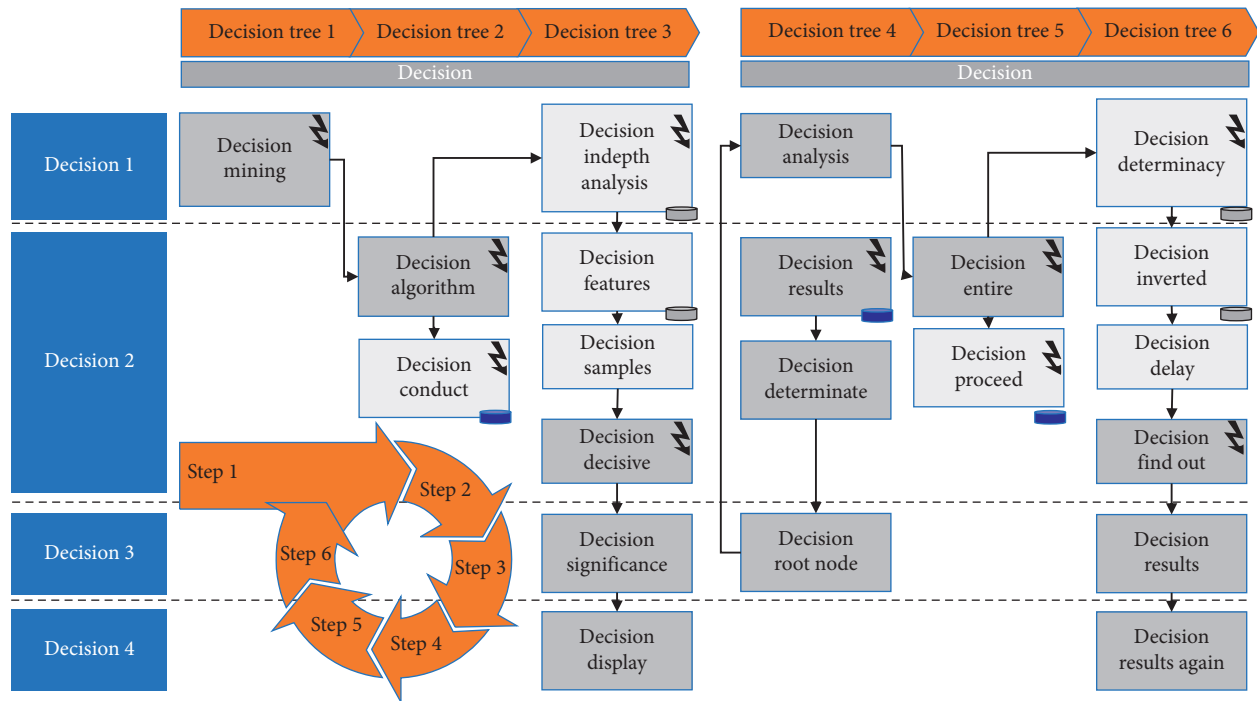 Decision tree 1
Decision tree 2
Decision tree 3
Decision tree 4
Decision tree 5
Decision tree 6
Decision
Decision
Decision 1
Decision
mining
Decision
indepth
analysis
Decision
analysis
Decision
determinacy
Decision 2
Decision
algorithm
Decision
features
Decision
results
Decision
entire
Decision
inverted
Decision
conduct
Decision
samples
Decision
determinate
Decision
proceed
Decision
delay
Decision
decisive
Decision
find out
Step 1
Step 2
Step 3
Step 4
Step 5
Step 6
Decision 3
Decision
significance
Decision
root node
Decision
results
Decision 4
Decision
display
Decision
results again